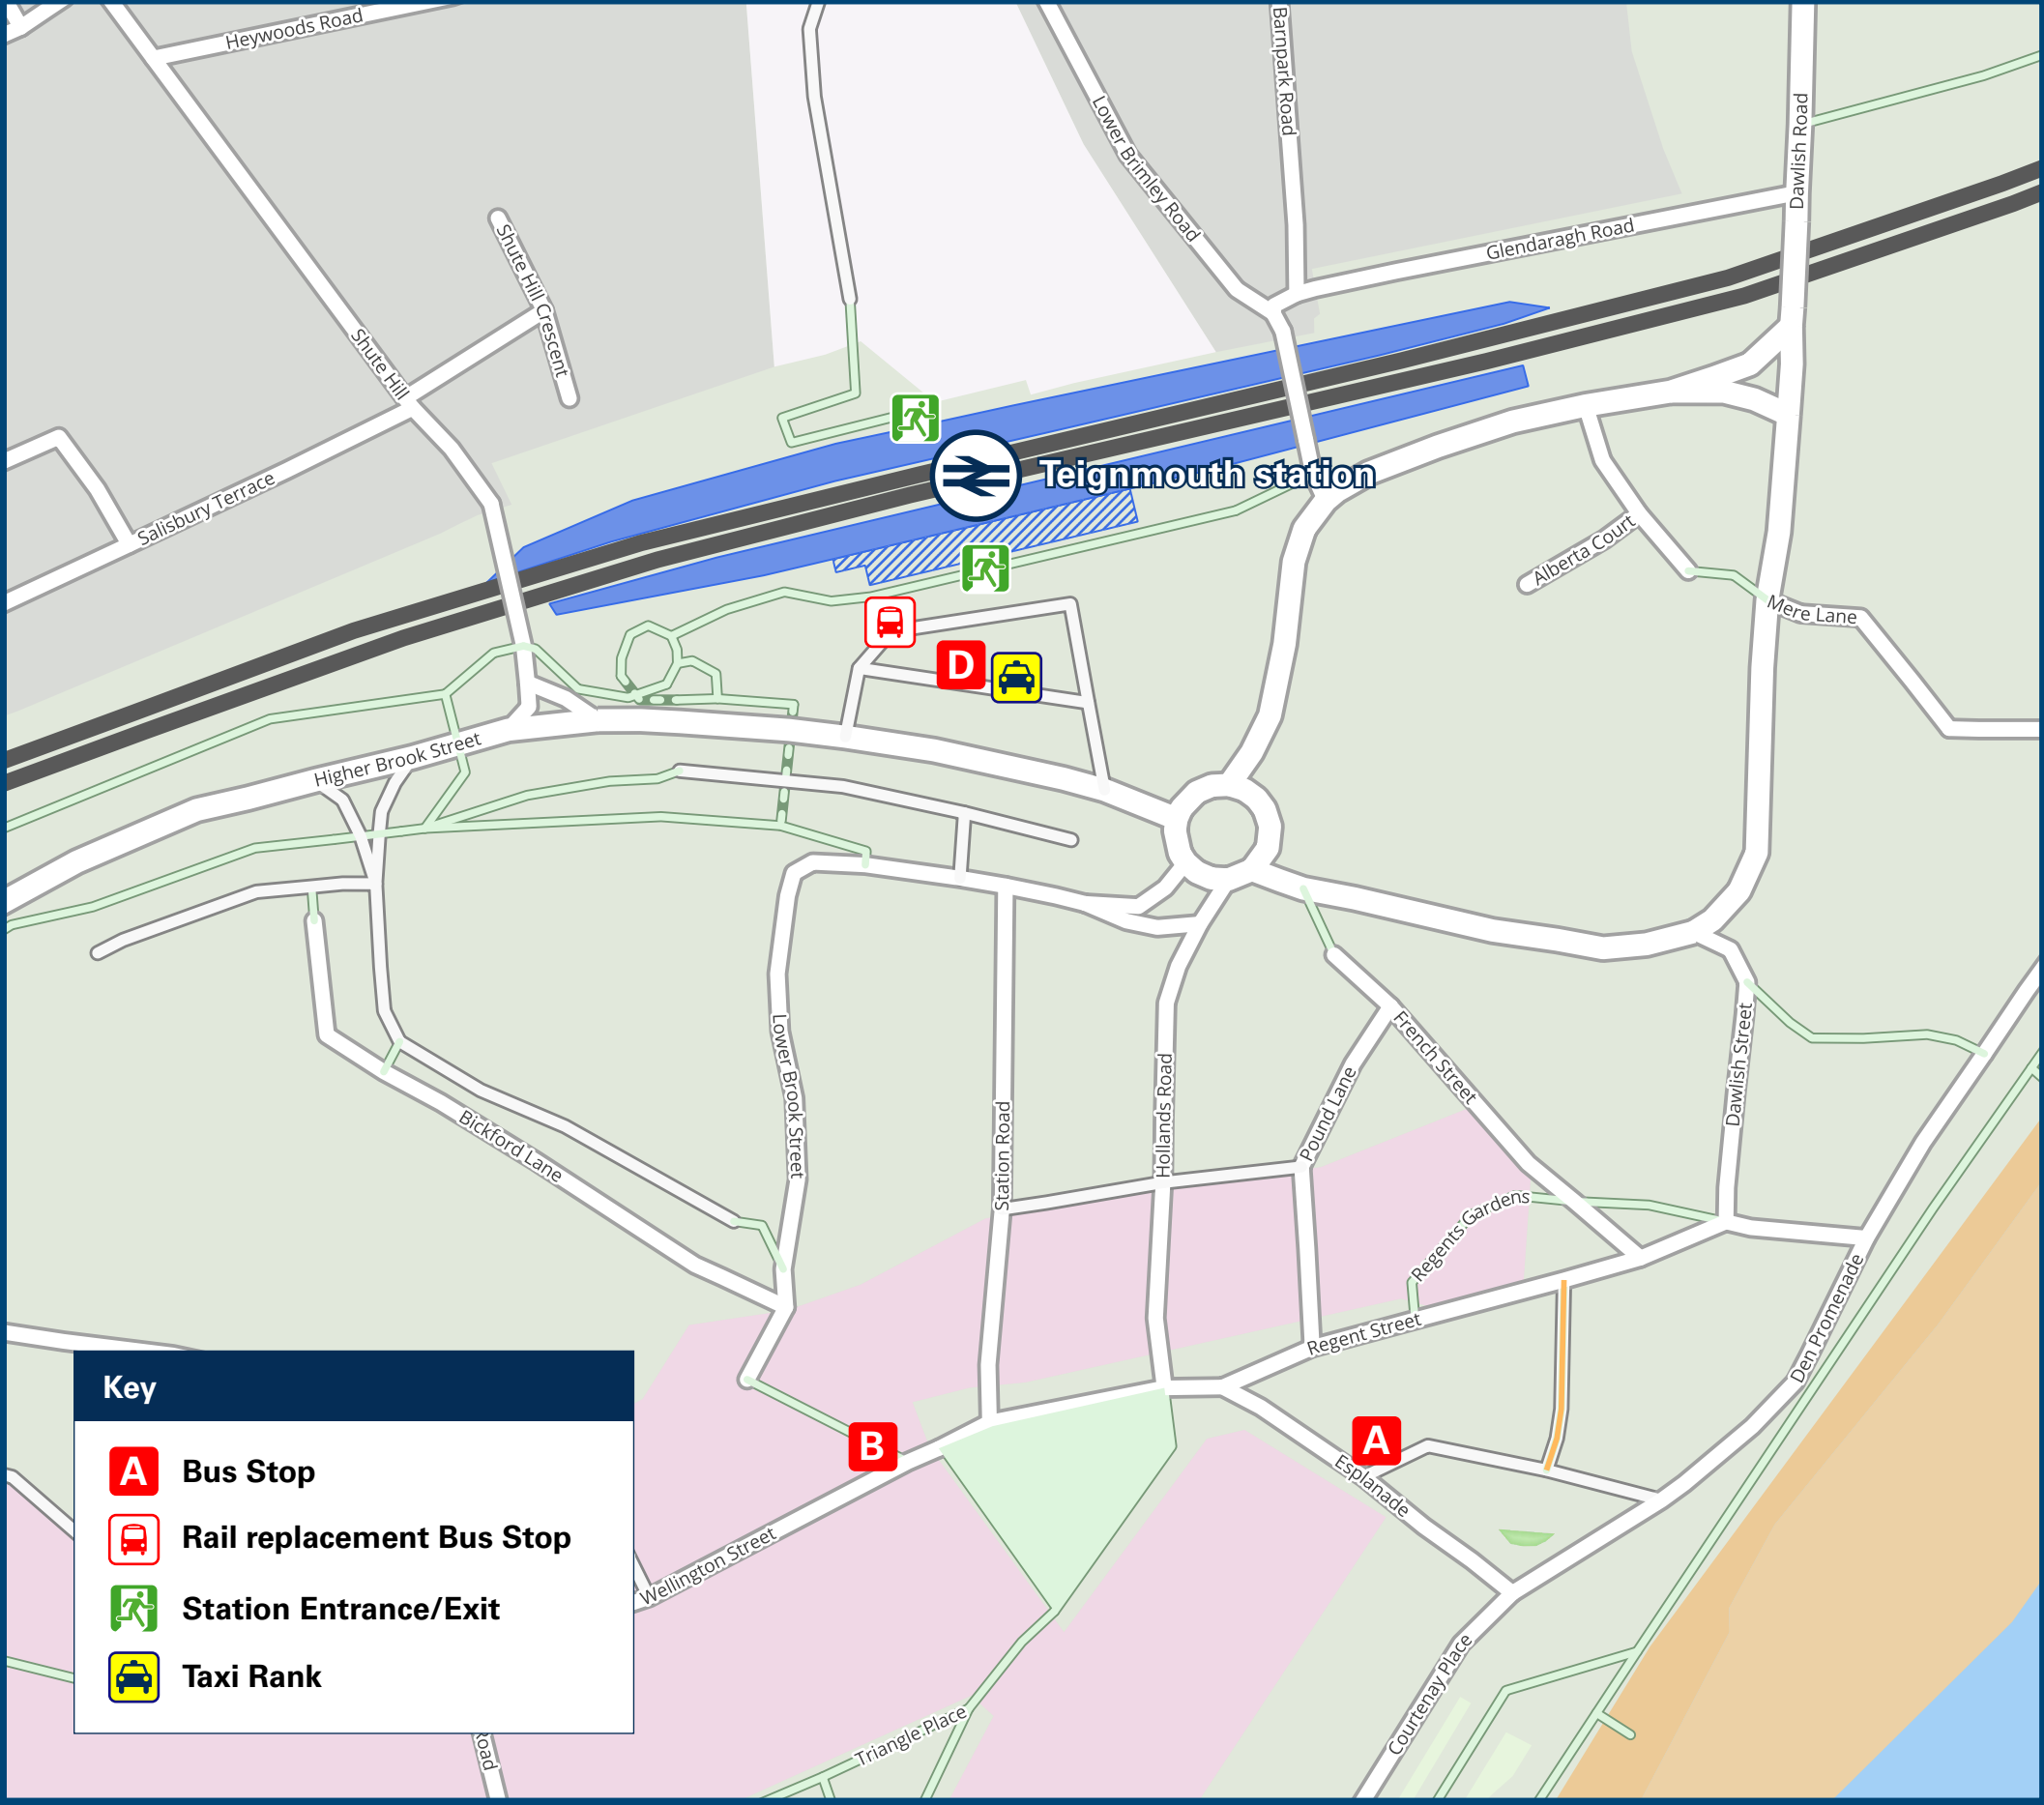 Heywoods Road
Barnpark Road
Lower Brimley Road
Dawlish Road
Shute Hill Crescent
Glendaragh Road
Shute Hill
Teignmouth station
Salisbury Terrace
Alberta Court
Mere Lane
D
Higher Brook Street
Lower Brook Street
French Street
Dawlish Street
Hollands Road
Pound Lane
Station Road
Bickford Lane
Regents Gardens
Regent Street
Den Promenade
Key
A
B
A Bus Stop
Esplanade
Rail replacement Bus Stop
Wellington Street
Station Entrance/Exit
Taxi Rank
Courtenay Place
Triangle Place
Road